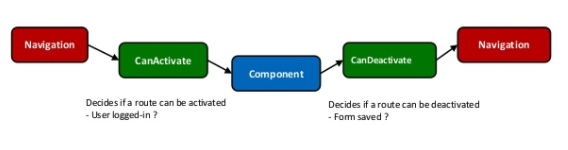 Navigation
CanActivate
Component
CanDeactivate
Navigation
Decides if a route can be activated
- User logged-in ?
Decides if a route can be deactivated
- Form saved ?